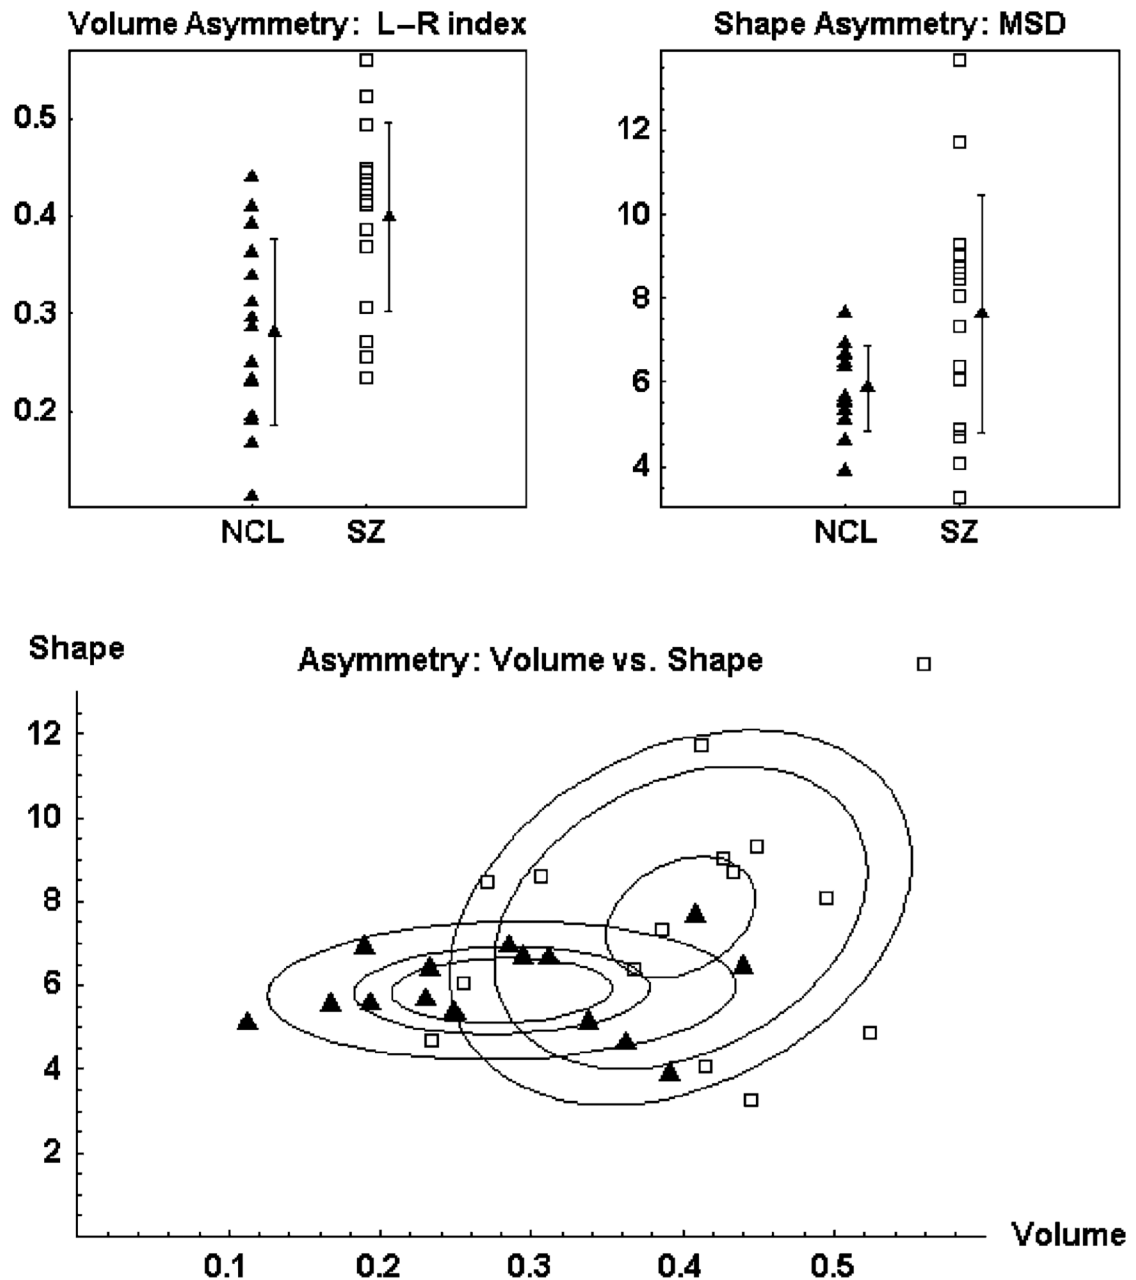 Volume Asymmetry: L–R index
0.5
0.4
0.3
0.2
NCL SZ
Shape Asymmetry: MSD
12
10
8
6
4
NCL SZ
Shape
Asymmetry: Volume vs. Shape
12
10
8
6
4
2
0.1 0.2 0.3 0.4 0.5
Volume